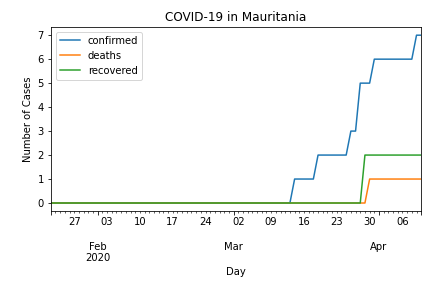 COVID-19 in Mauritania
confirmed
deaths
recovered
Number of Cases
7
6
5
4
3
2
1
0
27 03 10 17 24 02 09 16 23 30 06
Feb Mar Apr
2020
Day